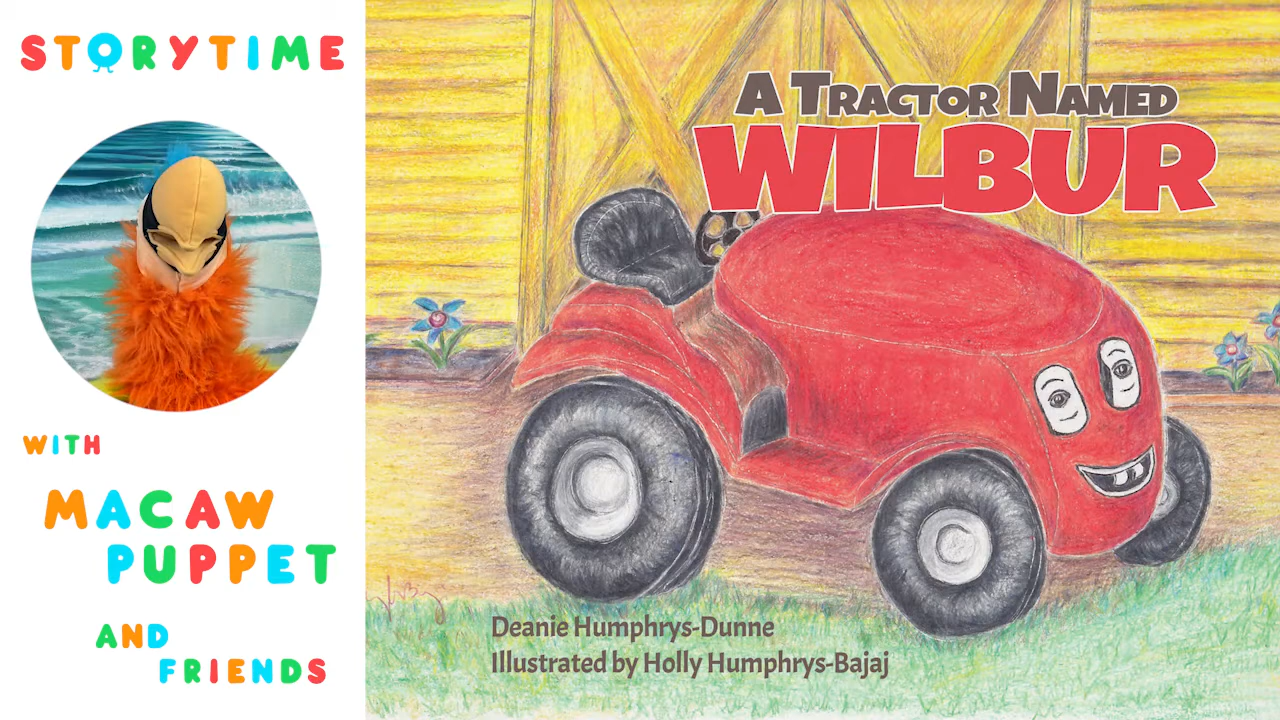 STORYTIME
WITH
MACAW
PUPPET
AND
FRIENDS
A TRACTOR NAMED
WILBUR
Deanie Humphrys-Dunne
Illustrated by Holly Humphrys-Bajaj